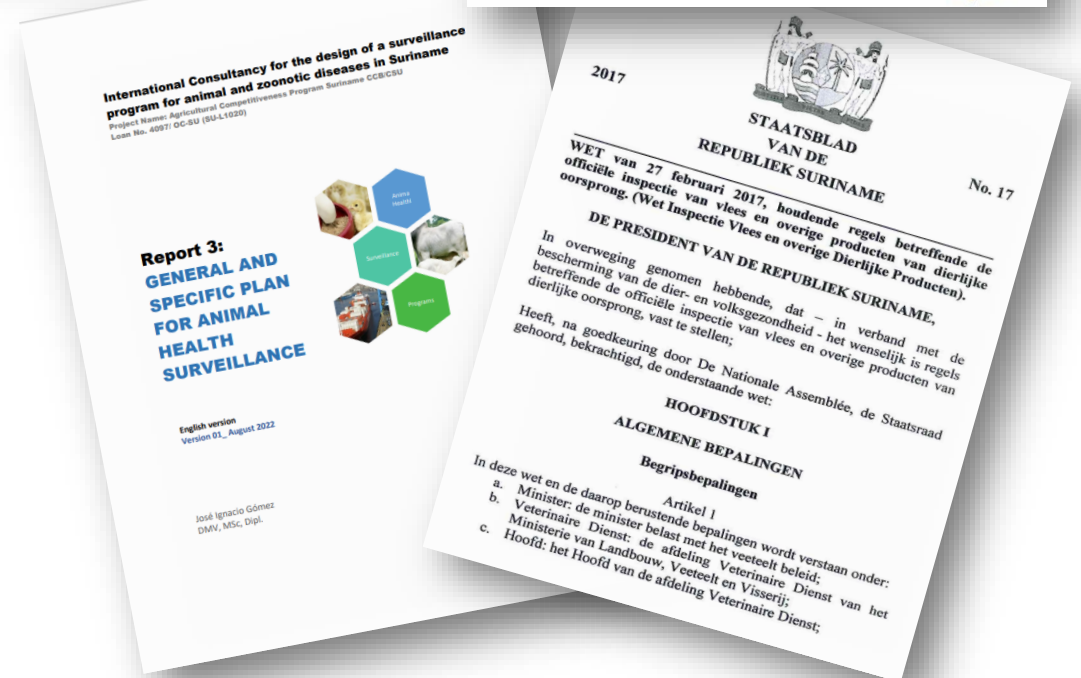 International Consultancy for the design of a surveillance
program for animal and zoonotic diseases in Suriname
Project Name: Agricultural Competitiveness Program Suriname CCB/CSU
Loan No. 4097/ OC-SU (SU-L1020)
Anima
Health
Surveillance
Programs
Report 3:
GENERAL AND
SPECIFIC PLAN
FOR ANIMAL
HEALTH
SURVEILLANCE
English version
Version 01_ August 2022
José Ignacio Gómez
DMV, MSc, Dipl.
2017
STAATSBLAD
VAN DE
REPUBLIEK SURINAME
No. 17
WET van 27 februari 2017, houdende regels betreffende de
officiële inspectie van vlees en overige producten van dierlijke
oorsprong. (Wet Inspectie Vlees en overige Dierlijke Producten).
DE PRESIDENT VAN DE REPUBLIEK SURINAME,
In overweging genomen hebbende, dat – in verband met de
bescherming van de dier- en volksgezondheid - het wenselijk is regels
betreffende de officiële inspectie van vlees en overige producten van
dierlijke oorsprong, vast te stellen;
Heeft, na goedkeuring door De Nationale Assemblée, de Staatsraad
gehoord, bekrachtigd, de onderstaande wet:
HOOFDSTUK I
ALGEMENE BEPALINGEN
Begripsbepalingen
Artikel 1
In deze wet en de daarop berustende bepalingen wordt verstaan onder:
a. Minister: de minister belast met het veeteelt beleid;
b. Veterinaire Dienst: de afdeling Veterinaire Dienst van het
Ministerie van Landbouw, Veeteelt en Visserij;
c. Hoofd: het Hoofd van de afdeling Veterinaire Dienst;